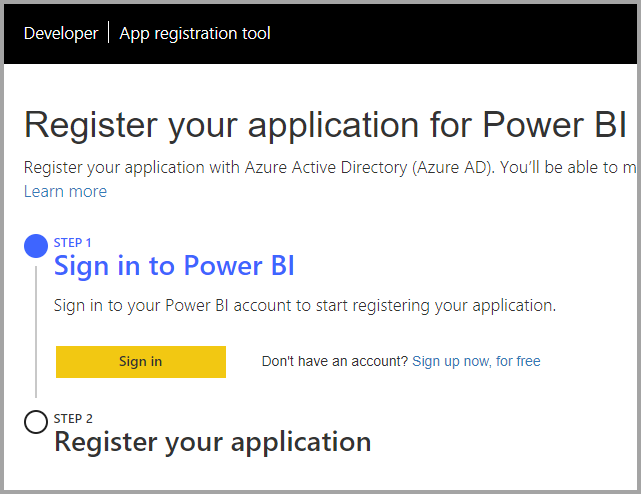 Developer | App registration tool
Register your application for Power BI
Register your application with Azure Active Directory (Azure AD). You'll be able to m
Learn more
STEP 1
Sign in to Power BI
Sign in to your Power BI account to start registering your application.
Sign in Don't have an account? Sign up now, for free
STEP 2
Register your application